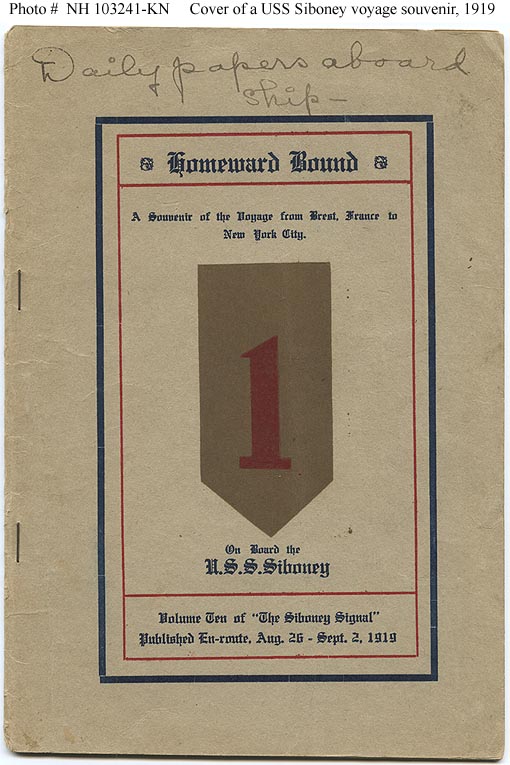 Photo # NH 103241-KN Cover of a USS Siboney voyage souvenir, 1919
Daily papers aboard
ship-
Homeward Bound
A Souvenir of the Voyage from Brest, France to
New York City.
1
On Board the
U.S.S.Siboney
Volume Ten of "The Siboney Signal"
Published En-route, Aug. 26 - Sept. 2, 1919